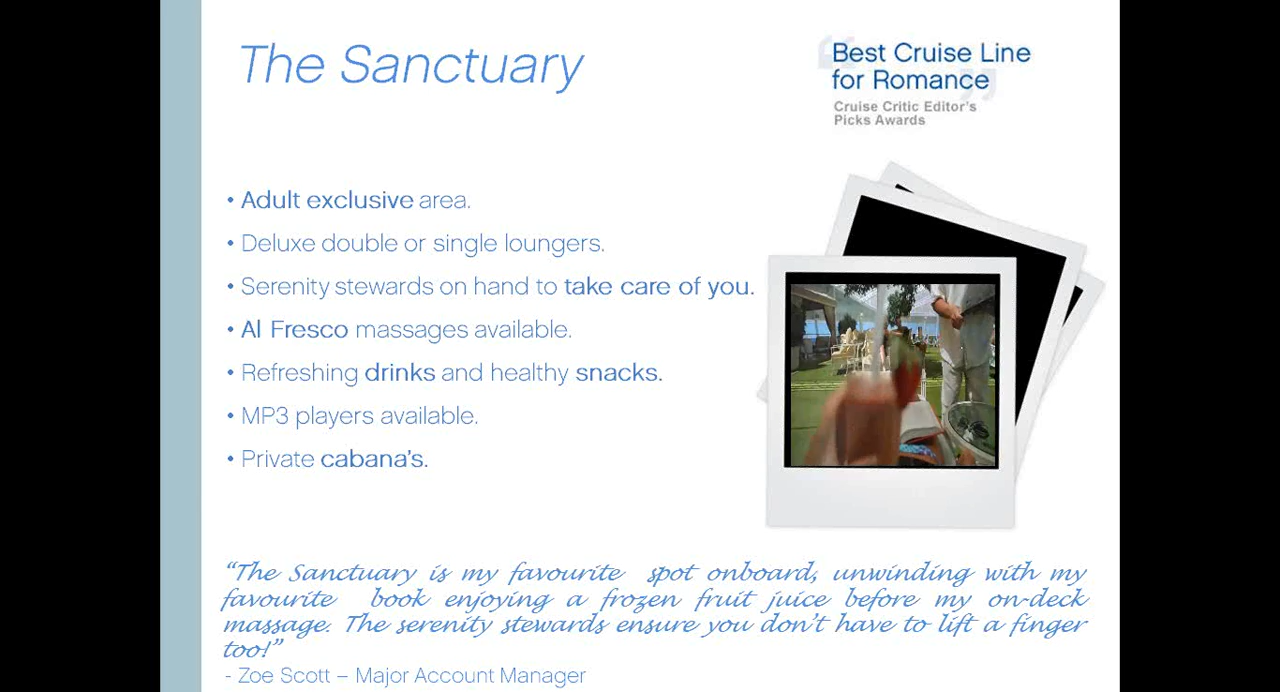 The Sanctuary
Best Cruise Line
for Romance
Cruise Critic Editor's
Picks Awards
• Adult exclusive area.
• Deluxe double or single loungers.
• Serenity stewards on hand to take care of you.
• Al Fresco massages available.
• Refreshing drinks and healthy snacks.
• MP3 players available.
• Private cabana's.
“The Sanctuary is my favourite spot onboard, unwinding with my
favourite book enjoying a frozen fruit juice before my on-deck
massage. The serenity stewards ensure you don't have to lift a finger
too!”
- Zoe Scott – Major Account Manager